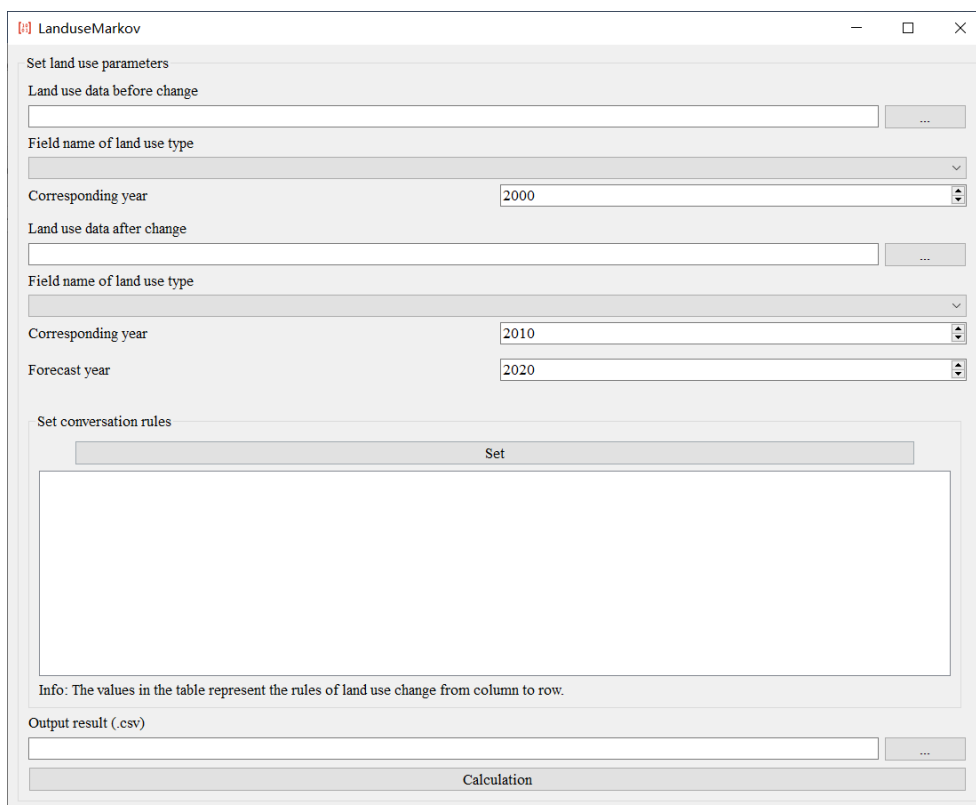 LanduseMarkov
Set land use parameters
Land use data before change
...
Field name of land use type
Corresponding year 2000
Land use data after change
...
Field name of land use type
Corresponding year 2010
Forecast year 2020
Set conversation rules
Set
Info: The values in the table represent the rules of land use change from column to row.
Output result (.csv)
...
Calculation